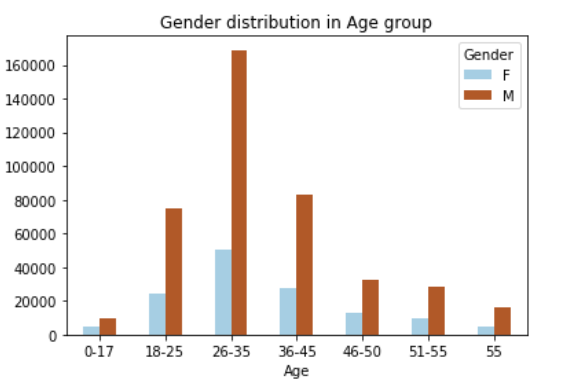 Gender distribution in Age group
Gender
F
M
160000
140000
120000
100000
80000
60000
40000
20000
0
0-17 18-25 26-35 36-45 46-50 51-55 55
Age